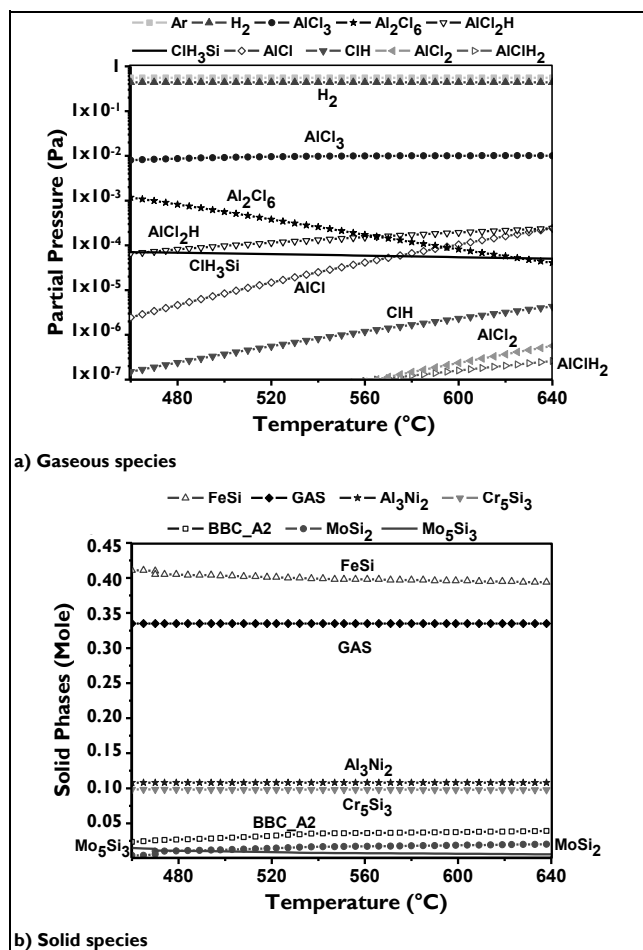 Ar H₂ AlCl₃ Al₂Cl₆ AlCl₂H
ClH₃Si AlCl ClH AlCl₂ AlClH₂
1
1x10⁻¹
1x10⁻²
1x10⁻³
1x10⁻⁴
1x10⁻⁵
1x10⁻⁶
1x10⁻⁷
Partial Pressure (Pa)
H₂
AlCl₃
Al₂Cl₆
AlCl₂H
ClH₃Si
AlCl
ClH
AlCl₂
AlClH₂
480 520 560 600 640
Temperature (°C)
a) Gaseous species
FeSi GAS Al₃Ni₂ Cr₅Si₃
BBC_A2 MoSi₂ Mo₅Si₃
0.45
0.40
0.35
0.30
0.25
0.20
0.15
0.10
0.05
Solid Phases (Mole)
FeSi
GAS
Al₃Ni₂
Cr₅Si₃
BBC_A2
Mo₅Si₃
MoSi₂
480 520 560 600 640
Temperature (°C)
b) Solid species